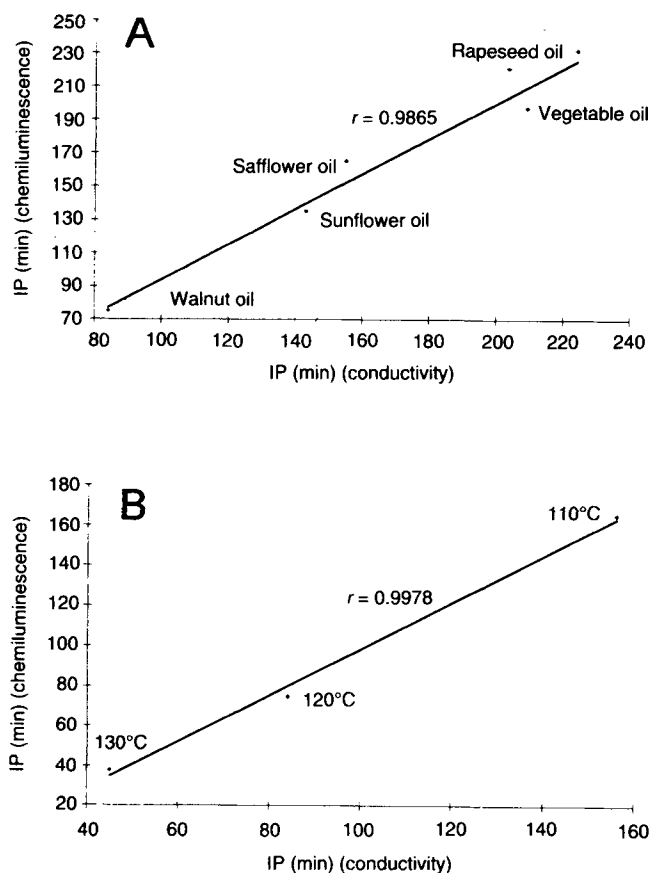 A
250
230
210
190
170
150
130
110
90
70
IP (min) (chemiluminescence)
Rapeseed oil
r = 0.9865
Vegetable oil
Safflower oil
Sunflower oil
Walnut oil
80 100 120 140 160 180 200 220 240
IP (min) (conductivity)
B
180
160
140
120
100
80
60
40
20
IP (min) (chemiluminescence)
110°C
r = 0.9978
120°C
130°C
40 60 80 100 120 140 160
IP (min) (conductivity)